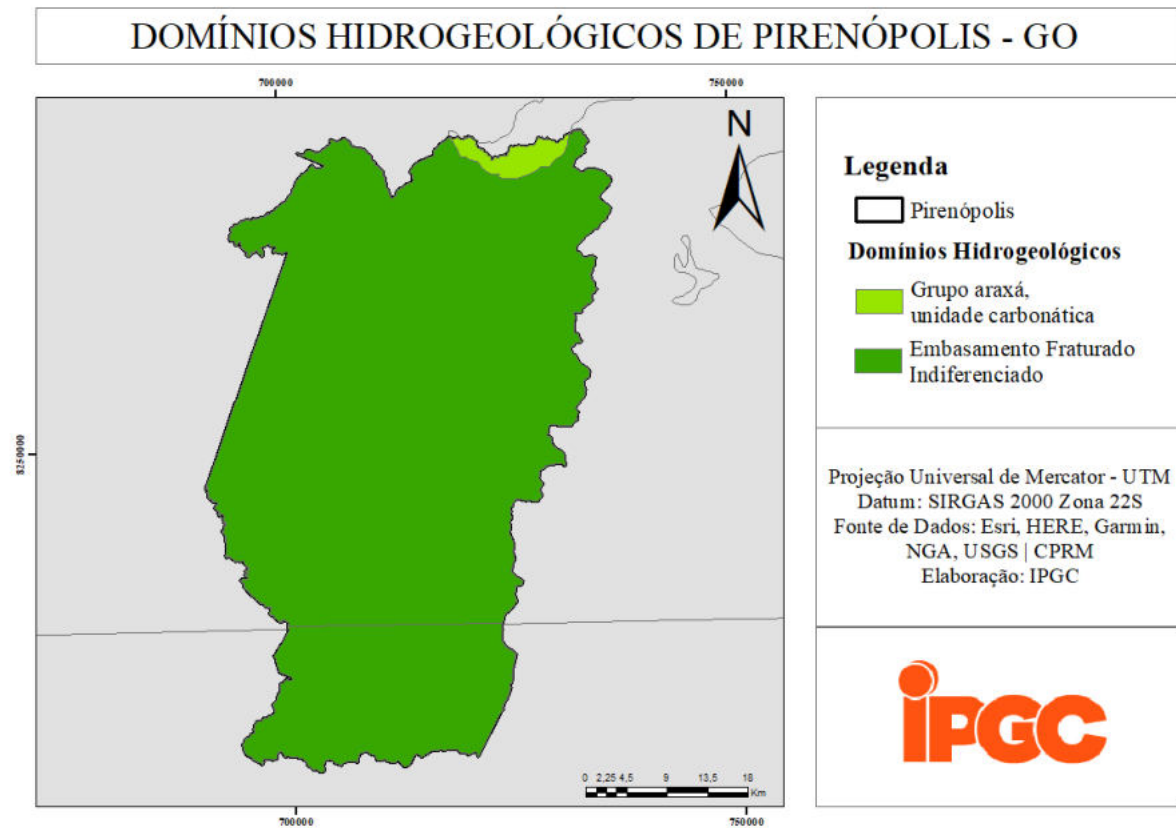 DOMÍNIOS HIDROGEOLÓGICOS DE PIRENÓPOLIS - GO
700000
750000
N
8250000
0 2,25 4,5 9 13,5 18
Km
700000
750000
Legenda
Pirenópolis
Domínios Hidrogeológicos
Grupo araxá,
unidade carbonática
Embasamento Fraturado
Indiferenciado
Projeção Universal de Mercator - UTM
Datum: SIRGAS 2000 Zona 22S
Fonte de Dados: Esri, HERE, Garmin,
NGA, USGS | CPRM
Elaboração: IPGC
iPGC